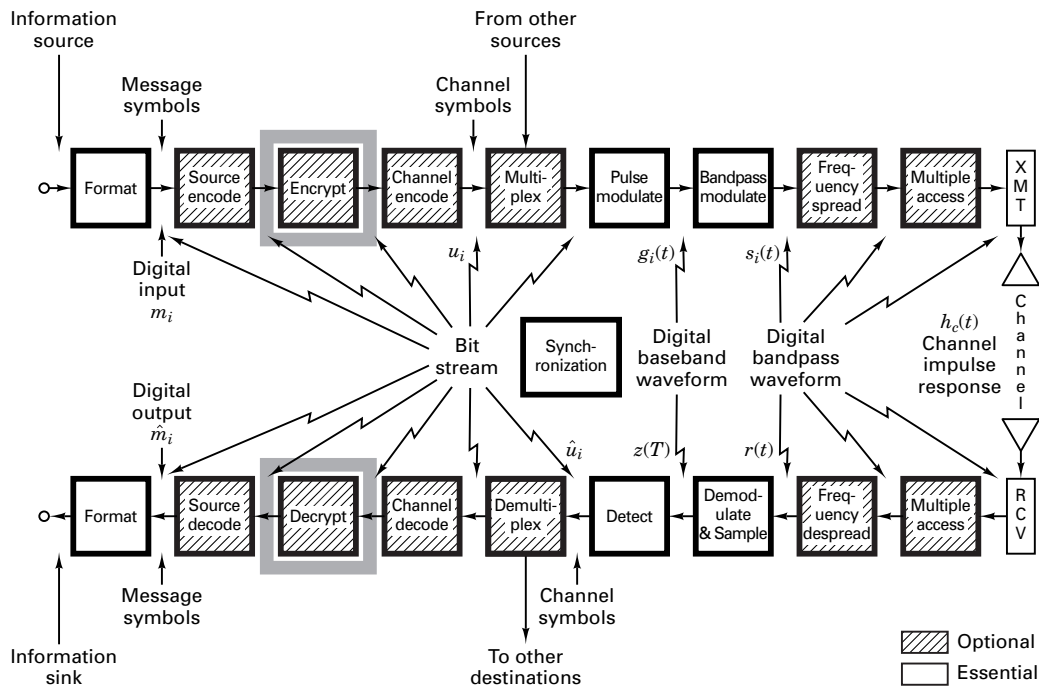 Information
source
From other
sources
Message
symbols
Channel
symbols
Format
Source
encode
Encrypt
Channel
encode
Multi-
plex
Pulse
modulate
Bandpass
modulate
Freq-
uency
spread
Multiple
access
X
M
T
Digital
input
m_i
u_i
g_i(t)
s_i(t)
Bit
stream
Synch-
ronization
Digital
baseband
waveform
Digital
bandpass
waveform
h_c(t)
Channel
impulse
response
C
h
a
n
n
e
l
Digital
output
m̂_i
û_i
z(T)
r(t)
Format
Source
decode
Decrypt
Channel
decode
Demulti-
plex
Detect
Demod-
ulate
& Sample
Freq-
uency
despread
Multiple
access
R
C
V
Message
symbols
Channel
symbols
Information
sink
To other
destinations
Optional
Essential